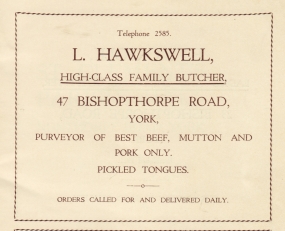 Telephone 2585.
L. HAWKSWELL,
HIGH-CLASS FAMILY BUTCHER,
47 BISHOPTHORPE ROAD,
YORK,
PURVEYOR OF BEST BEEF, MUTTON AND
PORK ONLY.
PICKLED TONGUES.
ORDERS CALLED FOR AND DELIVERED DAILY.